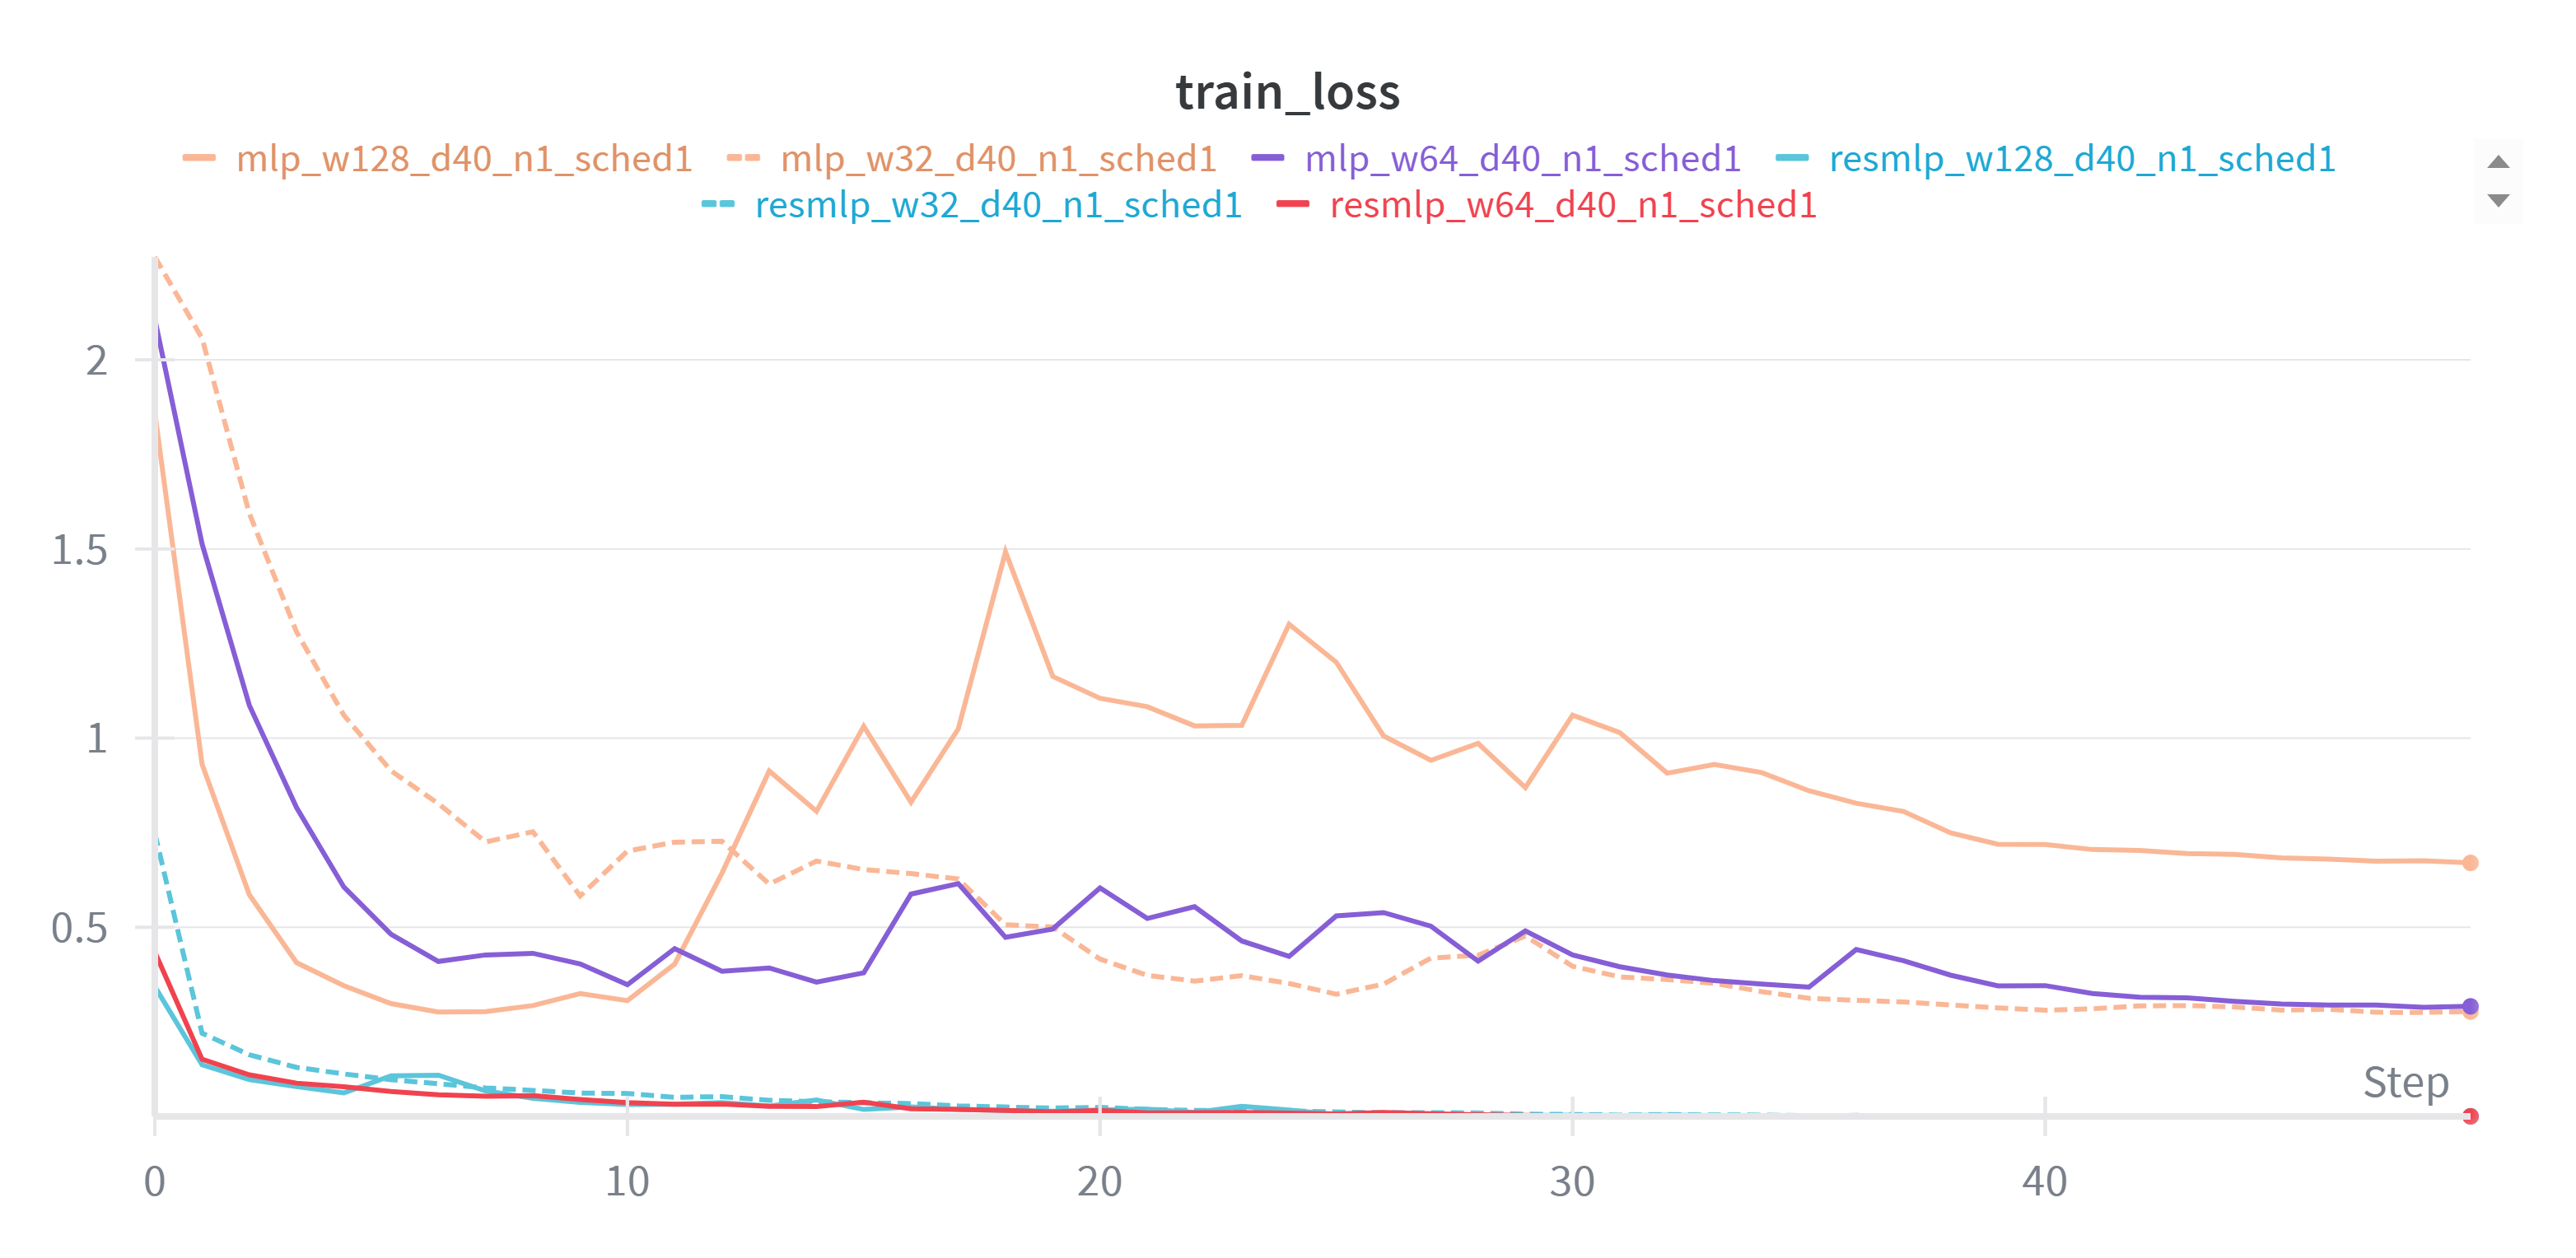 train_loss
mlp_w128_d40_n1_sched1 mlp_w32_d40_n1_sched1 mlp_w64_d40_n1_sched1 resmlp_w128_d40_n1_sched1
resmlp_w32_d40_n1_sched1 resmlp_w64_d40_n1_sched1
2
1.5
1
0.5
Step
0 10 20 30 40